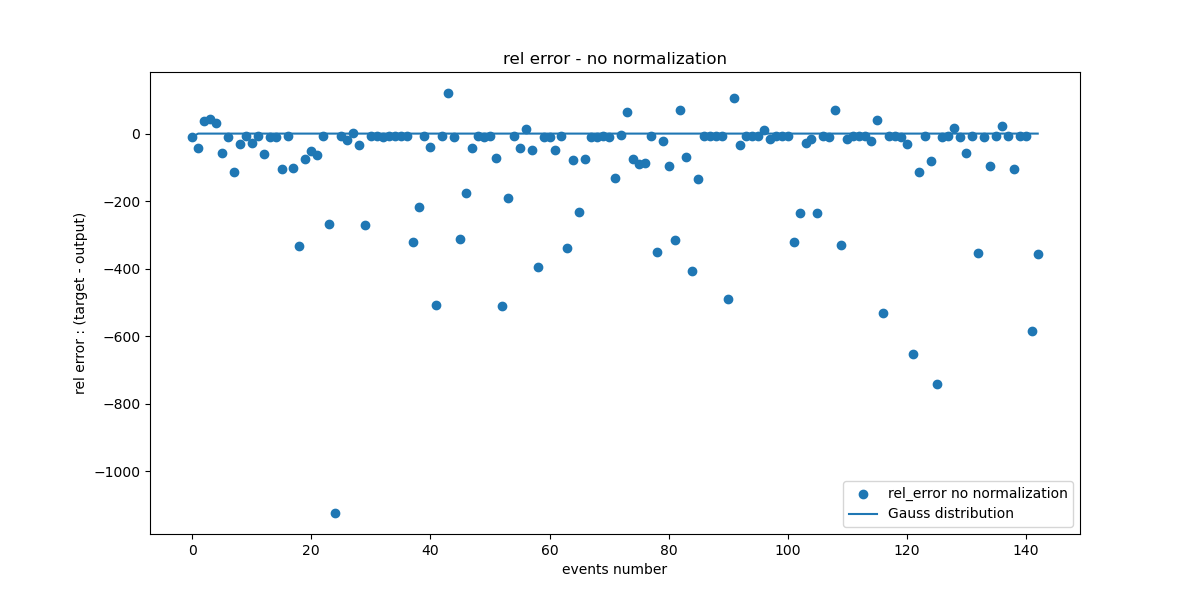 rel error - no normalization
rel error : (target - output)
0
−200
−400
−600
−800
−1000
0 20 40 60 80 100 120 140
events number
rel_error no normalization
Gauss distribution